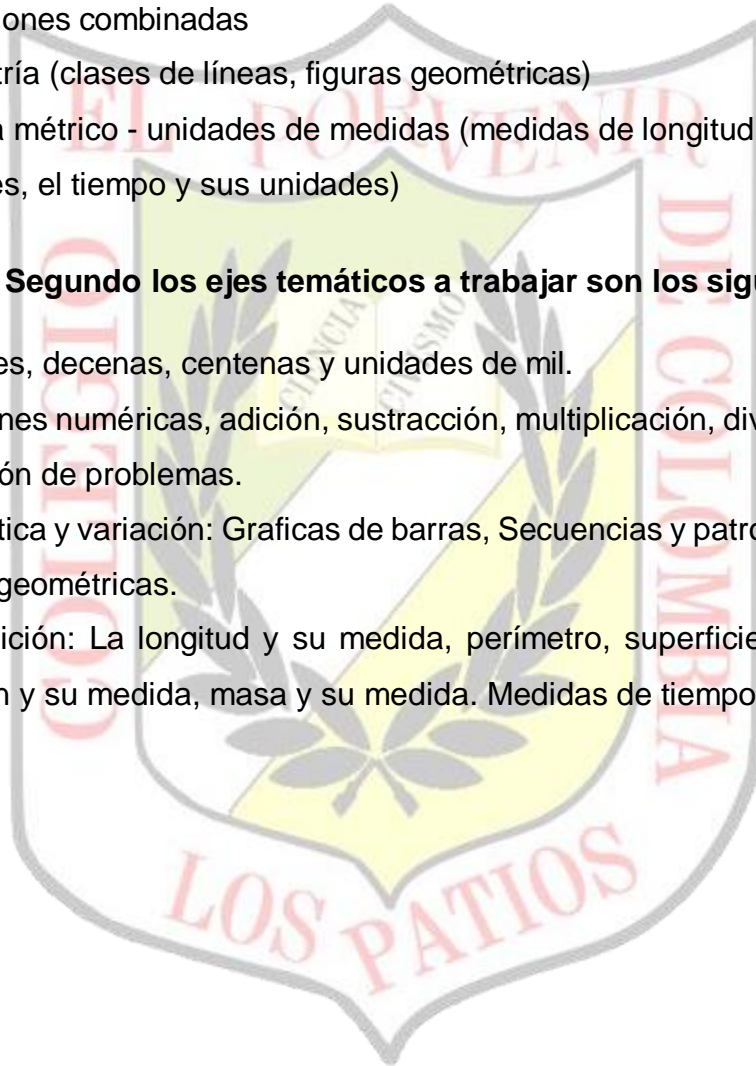 ones combinadas
tría (clases de líneas, figuras geométricas)
a métrico - unidades de medidas (medidas de longitud
es, el tiempo y sus unidades)
Segundo los ejes temáticos a trabajar son los sigu
es, decenas, centenas y unidades de mil.
nes numéricas, adición, sustracción, multiplicación, div
ón de problemas.
tica y variación: Graficas de barras, Secuencias y patro
geométricas.
ición: La longitud y su medida, perímetro, superficie
n y su medida, masa y su medida. Medidas de tiempo
COLEGIO
EL PORVENIR
DE COLOMBIA
CIENCIA
CIVISMO
LOS PATIOS